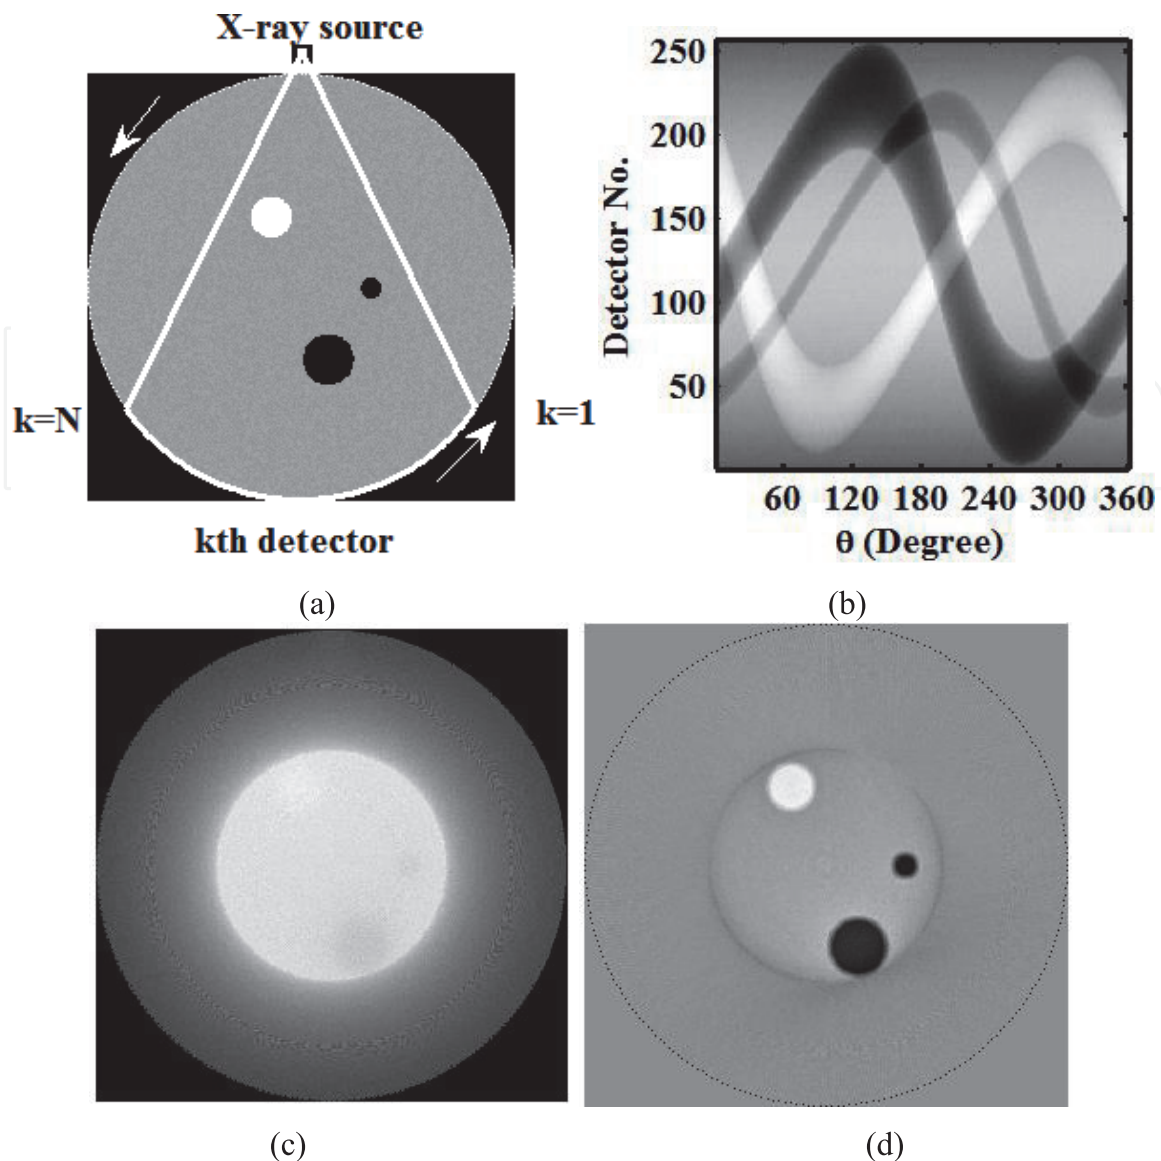 X-ray source
k=N
k=1
kth detector
(a)
250
200
150
100
50
Detector No.
60 120 180 240 300 360
θ (Degree)
(b)
(c)
(d)